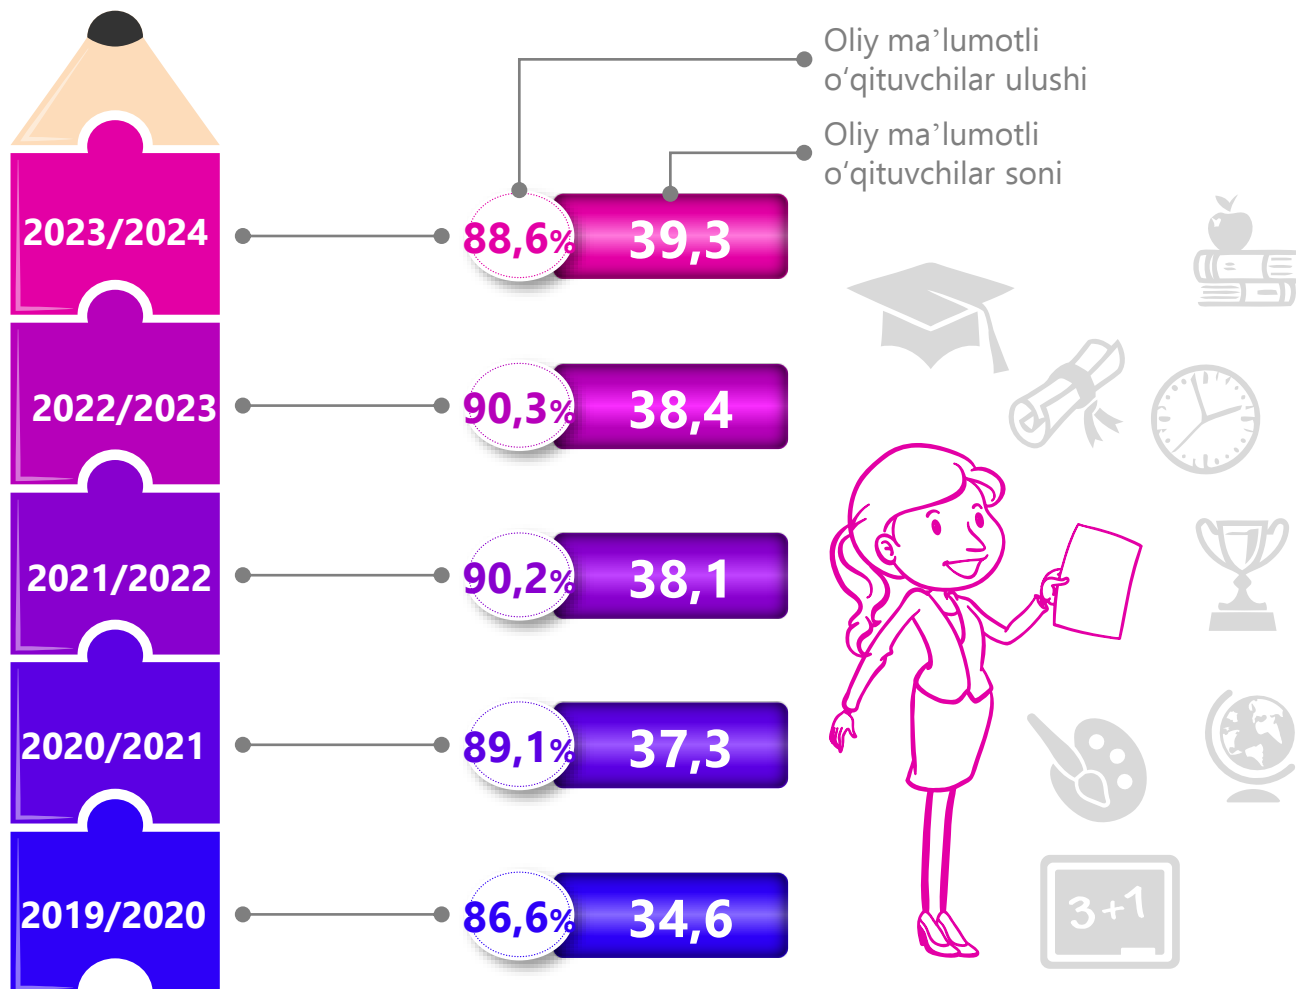 Oliy ma’lumotli
o‘qituvchilar ulushi
Oliy ma’lumotli
o‘qituvchilar soni
2023/2024 88,6% 39,3
2022/2023 90,3% 38,4
2021/2022 90,2% 38,1
2020/2021 89,1% 37,3
2019/2020 86,6% 34,6
3+1